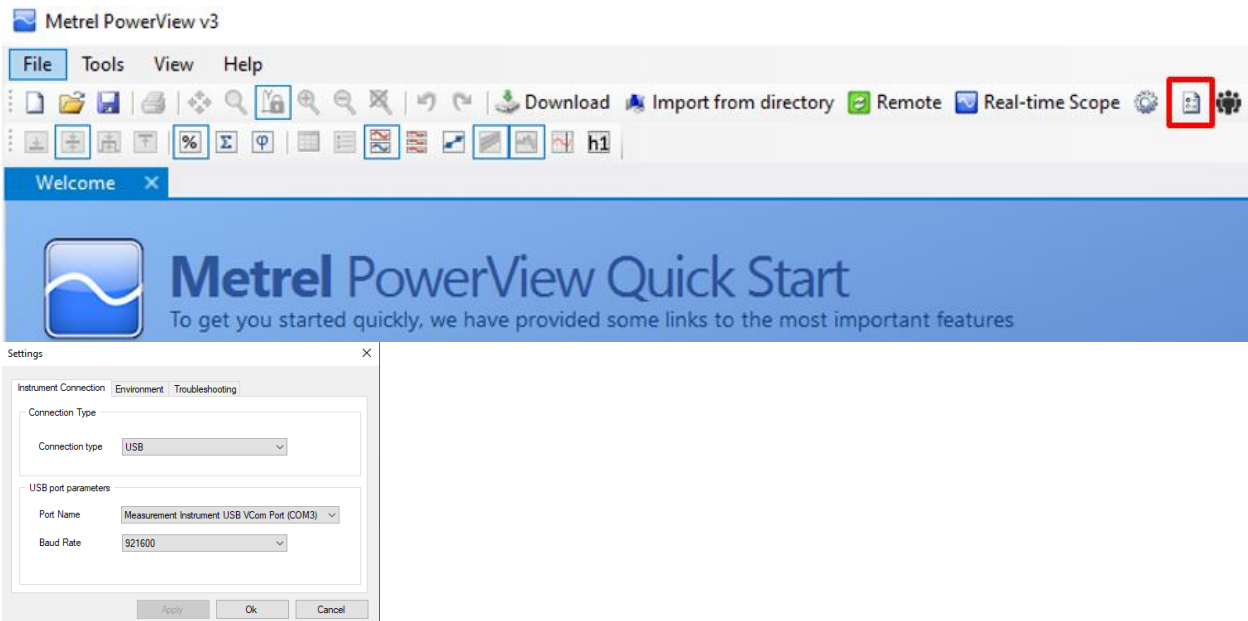 Metrel PowerView v3
File Tools View Help
Download Import from directory Remote Real-time Scope
% Σ φ h1
Welcome
Metrel PowerView Quick Start
To get you started quickly, we have provided some links to the most important features
Settings
Instrument Connection Environment Troubleshooting
Connection Type
Connection type USB
USB port parameters
Port Name Measurement Instrument USB VCom Port (COM3)
Baud Rate 921600
Apply Ok Cancel